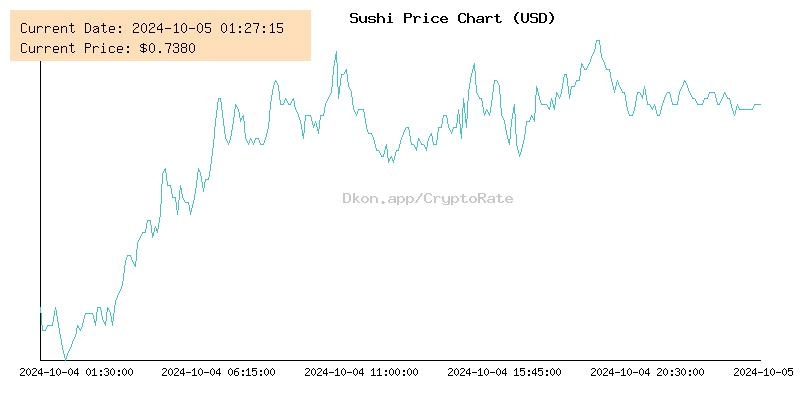 Sushi Price Chart (USD)
Current Date: 2024-10-05 01:27:15
Current Price: $0.7380
Dkon.app/CryptoRate
2024-10-04 01:30:00 2024-10-04 06:15:00 2024-10-04 11:00:00 2024-10-04 15:45:00 2024-10-04 20:30:00 2024-10-05